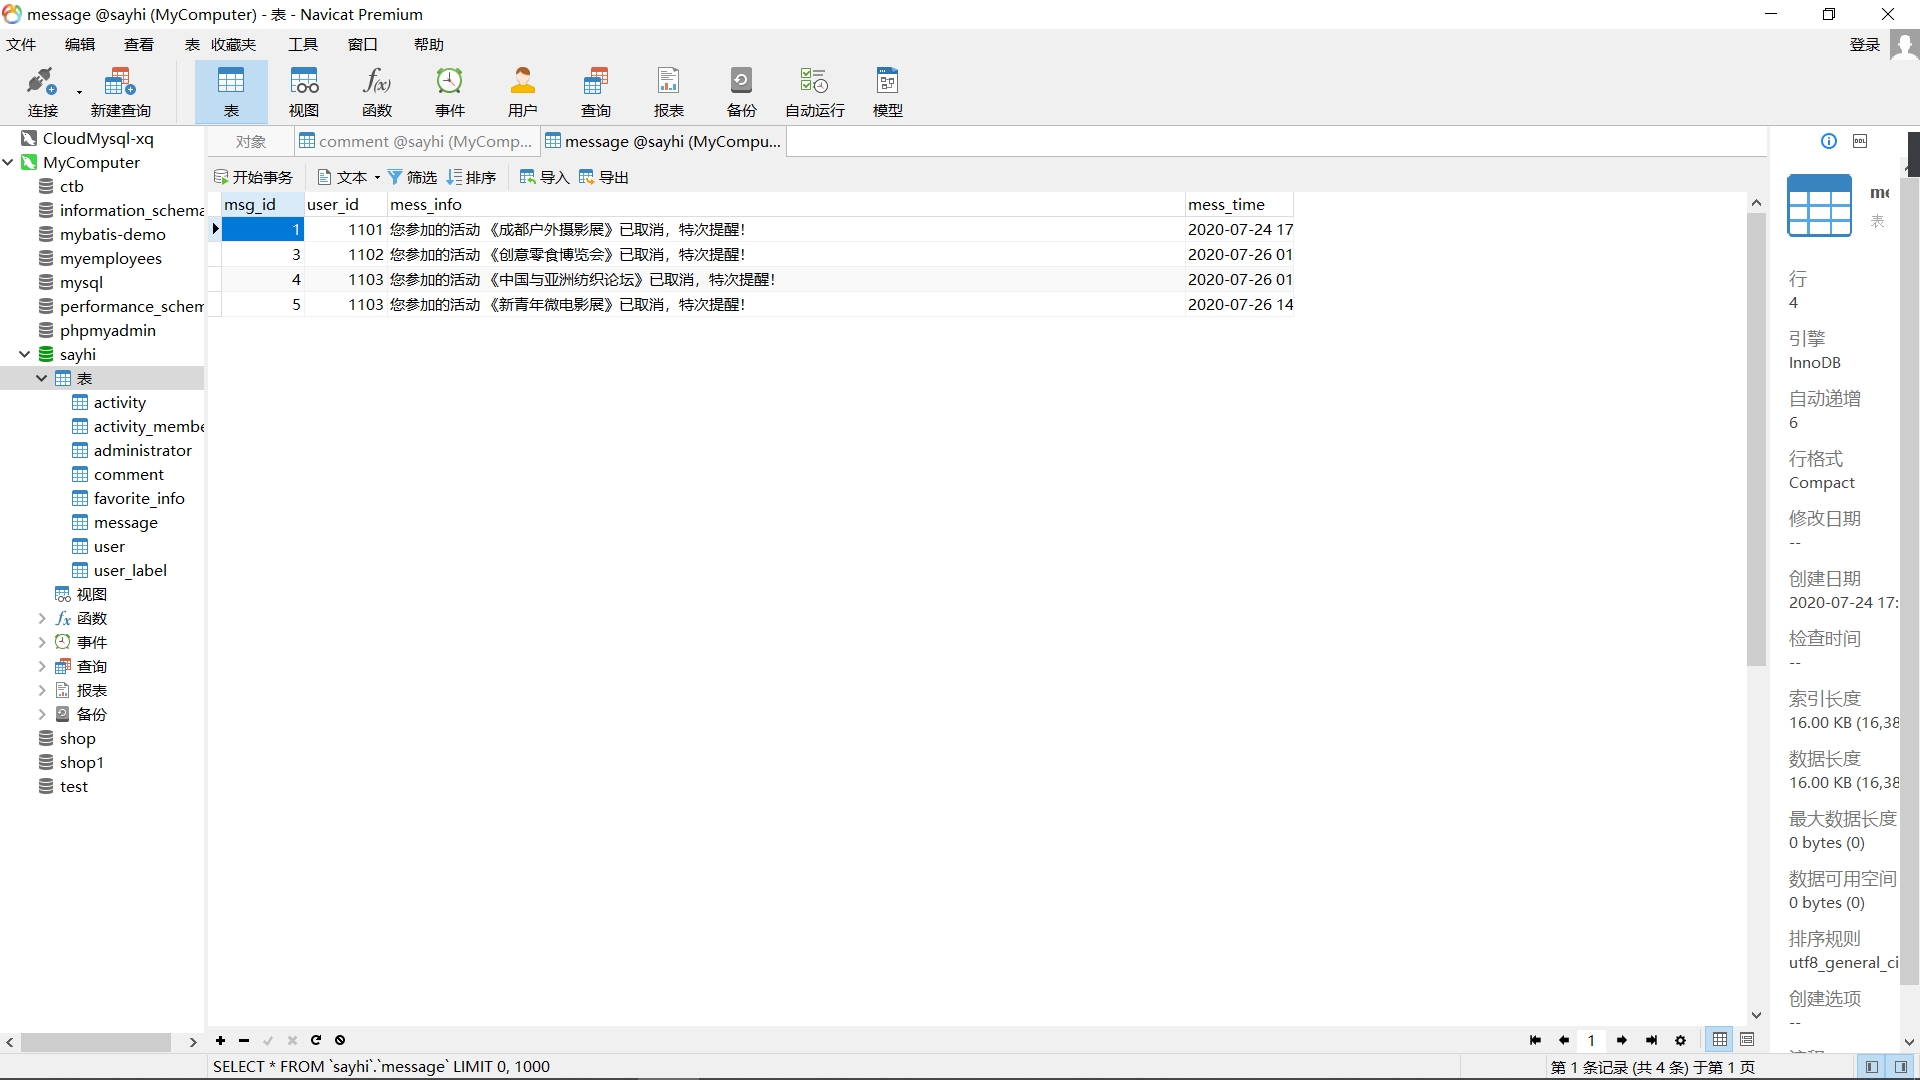 message @sayhi (MyComputer) - 表 - Navicat Premium
文件 编辑 查看 表 收藏夹 工具 窗口 帮助 登录
连接 新建查询 表 视图 函数 事件 用户 查询 报表 备份 自动运行 模型
CloudMysql-xq
MyComputer
ctb
information_schema
mybatis-demo
myemployees
mysql
performance_schem
phpmyadmin
sayhi
表
activity
activity_membe
administrator
comment
favorite_info
message
user
user_label
视图
函数
事件
查询
报表
备份
shop
shop1
test
对象 comment @sayhi (MyComp... message @sayhi (MyCompu...
开始事务 文本 筛选 排序 导入 导出
msg_id user_id mess_info mess_time
1 1101 您参加的活动 《成都户外摄影展》已取消，特次提醒！ 2020-07-24 17
3 1102 您参加的活动 《创意零食博览会》已取消，特次提醒！ 2020-07-26 01
4 1103 您参加的活动 《中国与亚洲纺织论坛》已取消，特次提醒！ 2020-07-26 01
5 1103 您参加的活动 《新青年微电影展》已取消，特次提醒！ 2020-07-26 14
DDL
me
表
行
4
引擎
InnoDB
自动递增
6
行格式
Compact
修改日期
--
创建日期
2020-07-24 17:
检查时间
--
索引长度
16.00 KB (16,38
数据长度
16.00 KB (16,38
最大数据长度
0 bytes (0)
数据可用空间
0 bytes (0)
排序规则
utf8_general_ci
创建选项
--
1
SELECT * FROM `sayhi`.`message` LIMIT 0, 1000
第 1 条记录 (共 4 条) 于第 1 页